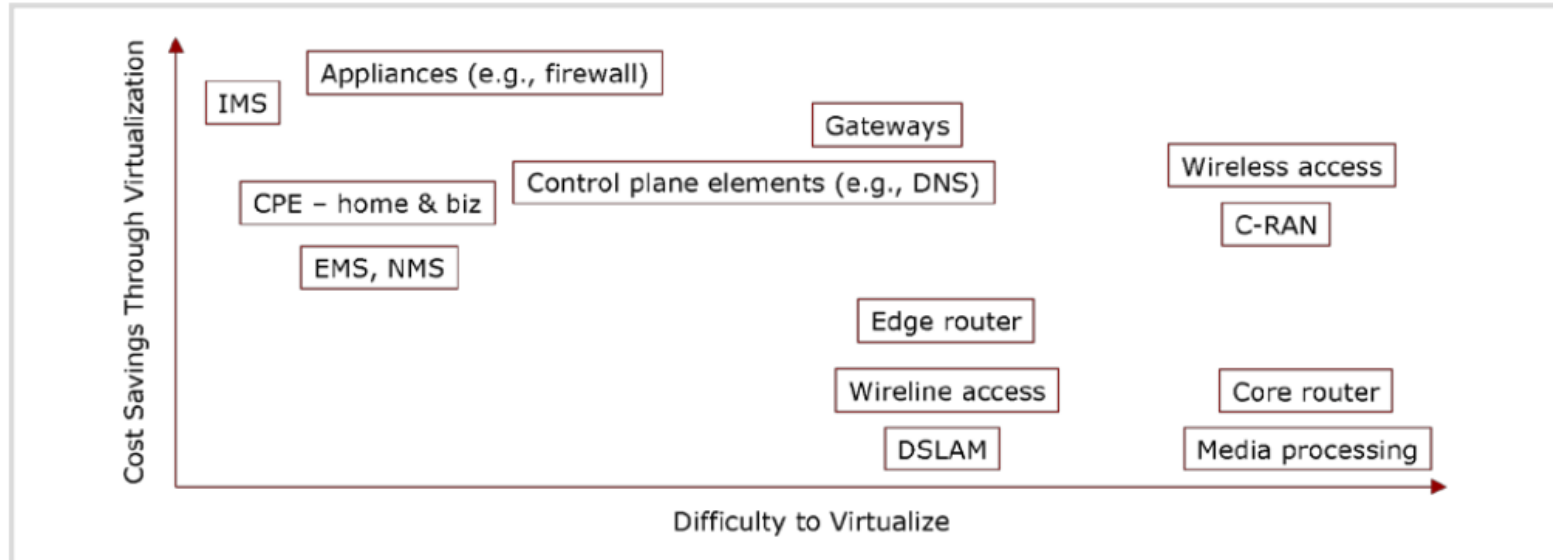 Cost Savings Through Virtualization
Appliances (e.g., firewall)
IMS
Gateways
Wireless access
Control plane elements (e.g., DNS)
CPE – home & biz
C-RAN
EMS, NMS
Edge router
Wireline access
Core router
DSLAM
Media processing
Difficulty to Virtualize